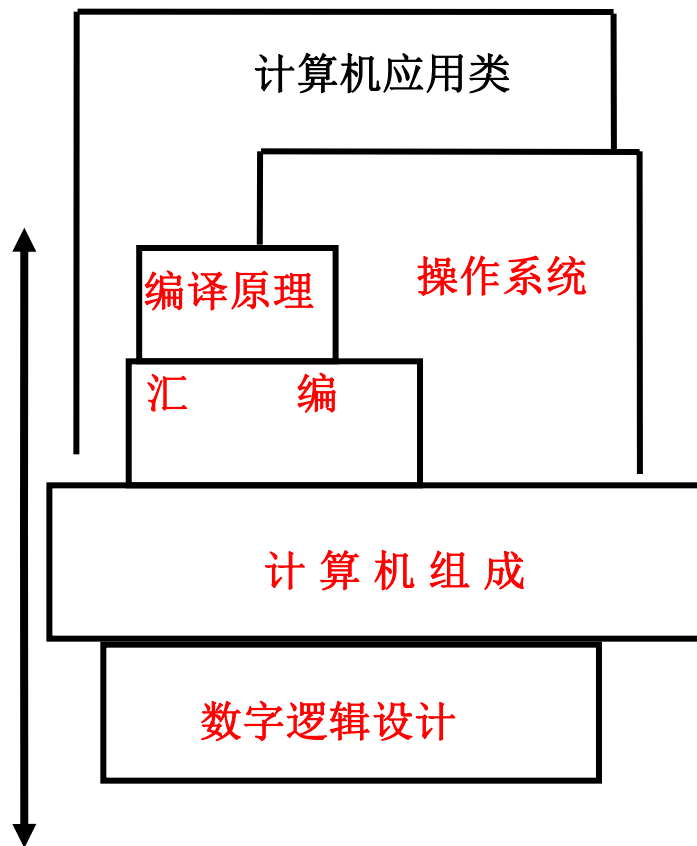 计算机应用类
操作系统
编译原理
汇 编
计 算 机 组 成
数字逻辑设计